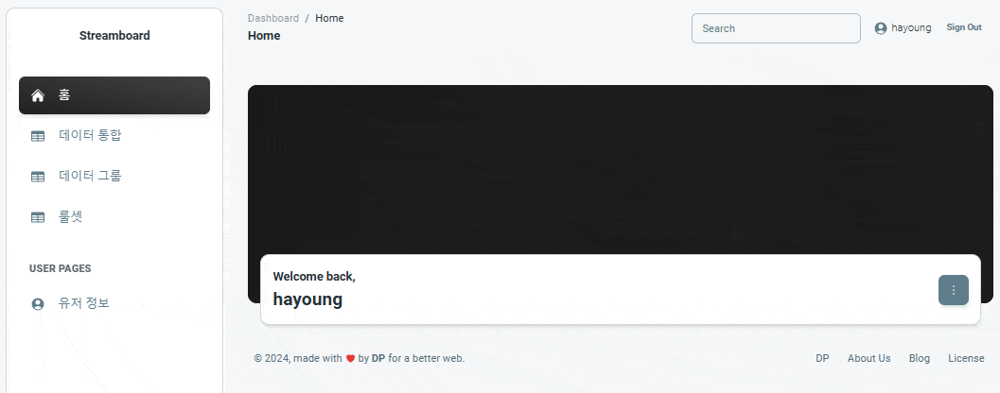 Streamboard
홈
데이터 통합
데이터 그룹
룰셋
USER PAGES
유저 정보
Dashboard / Home
Home
Search
hayoung
Sign Out
Welcome back,
hayoung
© 2024, made with ❤ by DP for a better web.
DP About Us Blog License